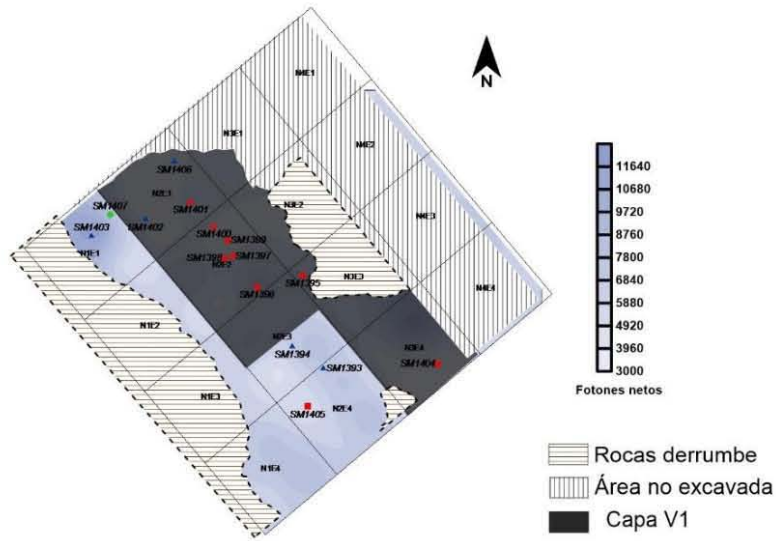 N4E1
N
N4E2
N3E1
SM1406
N2E1
SM1401
SM1407
SM1402
SM1403
N1E1
N3E2
N4E3
SM1400
SM1399
SM1397
N2E2
N3E3
SM1395
N4E4
N1E2
N2E3
SM1394
SM1393
N3E4
SM1404
N1E3
SM1405
N2E4
N1E4
11640
10680
9720
8760
7800
6840
5880
4920
3960
3000
Fotones netos
Rocas derrumbe
Área no excavada
Capa V1